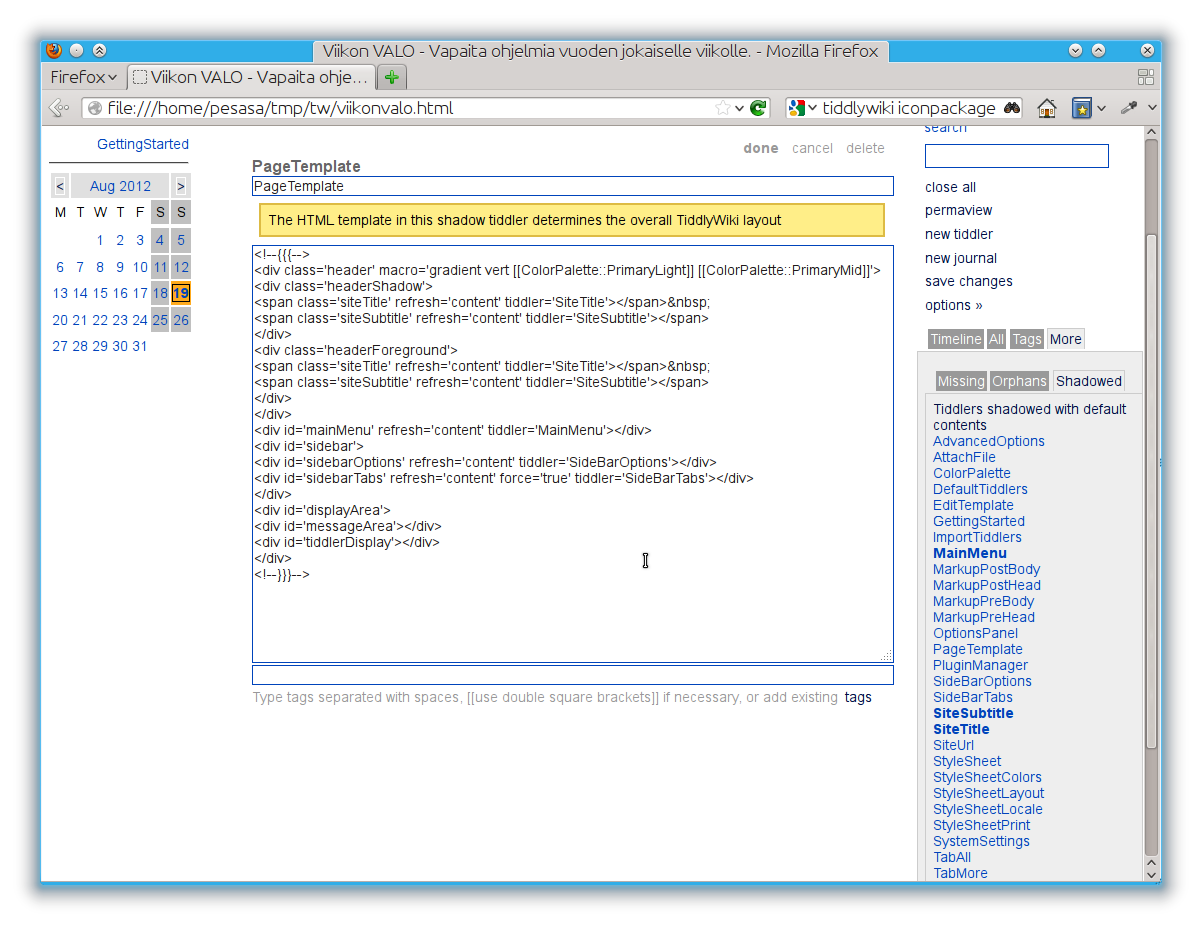 Viikon VALO - Vapaita ohjelmia vuoden jokaiselle viikolle. - Mozilla Firefox
Firefox
Viikon VALO - Vapaita ohje...
file:///home/pesasa/tmp/tw/viikonvalo.html
tiddlywiki iconpackage
GettingStarted
< Aug 2012 >
M T W T F S S
1 2 3 4 5
6 7 8 9 10 11 12
13 14 15 16 17 18 19
20 21 22 23 24 25 26
27 28 29 30 31
done cancel delete
PageTemplate
PageTemplate
The HTML template in this shadow tiddler determines the overall TiddlyWiki layout
<!--{{{-->
<div class='header' macro='gradient vert [[ColorPalette::PrimaryLight]] [[ColorPalette::PrimaryMid]]'>
<div class='headerShadow'>
<span class='siteTitle' refresh='content' tiddler='SiteTitle'></span>&nbsp;
<span class='siteSubtitle' refresh='content' tiddler='SiteSubtitle'></span>
</div>
<div class='headerForeground'>
<span class='siteTitle' refresh='content' tiddler='SiteTitle'></span>&nbsp;
<span class='siteSubtitle' refresh='content' tiddler='SiteSubtitle'></span>
</div>
</div>
<div id='mainMenu' refresh='content' tiddler='MainMenu'></div>
<div id='sidebar'>
<div id='sidebarOptions' refresh='content' tiddler='SideBarOptions'></div>
<div id='sidebarTabs' refresh='content' force='true' tiddler='SideBarTabs'></div>
</div>
<div id='displayArea'>
<div id='messageArea'></div>
<div id='tiddlerDisplay'></div>
</div>
<!--}}}-->
Type tags separated with spaces, [[use double square brackets]] if necessary, or add existing tags
search
close all
permaview
new tiddler
new journal
save changes
options »
Timeline All Tags More
Missing Orphans Shadowed
Tiddlers shadowed with default
contents
AdvancedOptions
AttachFile
ColorPalette
DefaultTiddlers
EditTemplate
GettingStarted
ImportTiddlers
MainMenu
MarkupPostBody
MarkupPostHead
MarkupPreBody
MarkupPreHead
OptionsPanel
PageTemplate
PluginManager
SideBarOptions
SideBarTabs
SiteSubtitle
SiteTitle
SiteUrl
StyleSheet
StyleSheetColors
StyleSheetLayout
StyleSheetLocale
StyleSheetPrint
SystemSettings
TabAll
TabMore